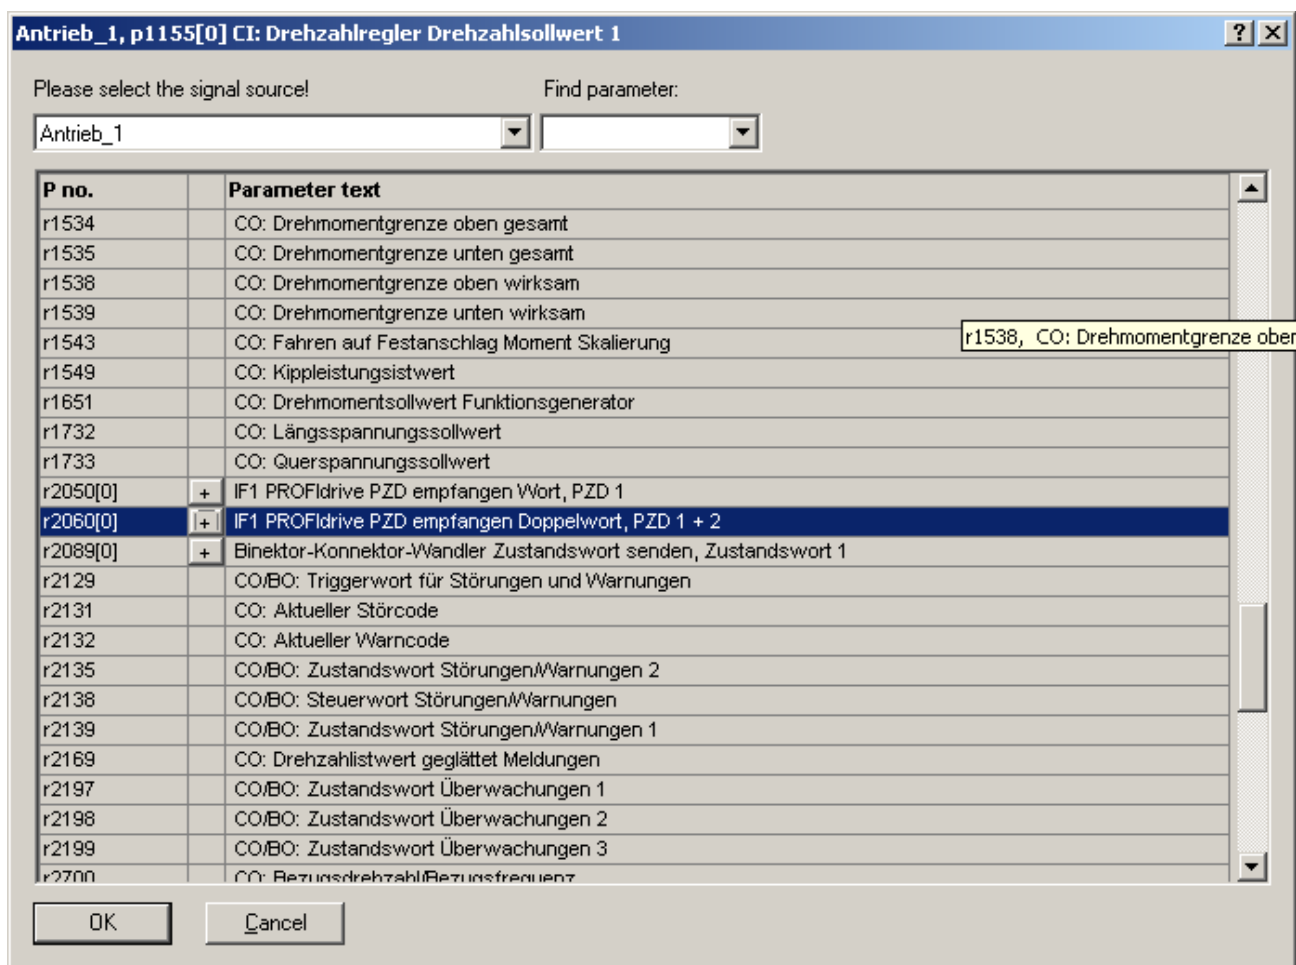 Antrieb_1, p1155[0] CI: Drehzahlregler Drehzahlsollwert 1
Please select the signal source! Find parameter:
Antrieb_1
P no. Parameter text
r1534 CO: Drehmomentgrenze oben gesamt
r1535 CO: Drehmomentgrenze unten gesamt
r1538 CO: Drehmomentgrenze oben wirksam
r1539 CO: Drehmomentgrenze unten wirksam
r1538, CO: Drehmomentgrenze ober
r1543 CO: Fahren auf Festanschlag Moment Skalierung
r1549 CO: Kippleistungsistwert
r1651 CO: Drehmomentsollwert Funktionsgenerator
r1732 CO: Längsspannungssollwert
r1733 CO: Querspannungssollwert
r2050[0] + IF1 PROFIdrive PZD empfangen Wort, PZD 1
r2060[0] + IF1 PROFIdrive PZD empfangen Doppelwort, PZD 1 + 2
r2089[0] + Binektor-Konnektor-Wandler Zustandswort senden, Zustandswort 1
r2129 CO/BO: Triggerwort für Störungen und Warnungen
r2131 CO: Aktueller Störcode
r2132 CO: Aktueller Warncode
r2135 CO/BO: Zustandswort Störungen/Warnungen 2
r2138 CO/BO: Steuerwort Störungen/Warnungen
r2139 CO/BO: Zustandswort Störungen/Warnungen 1
r2169 CO: Drehzahlistwert geglättet Meldungen
r2197 CO/BO: Zustandswort Überwachungen 1
r2198 CO/BO: Zustandswort Überwachungen 2
r2199 CO/BO: Zustandswort Überwachungen 3
r2700 CO: Bezugsdrehzahl/Bezugsfrequenz
OK Cancel